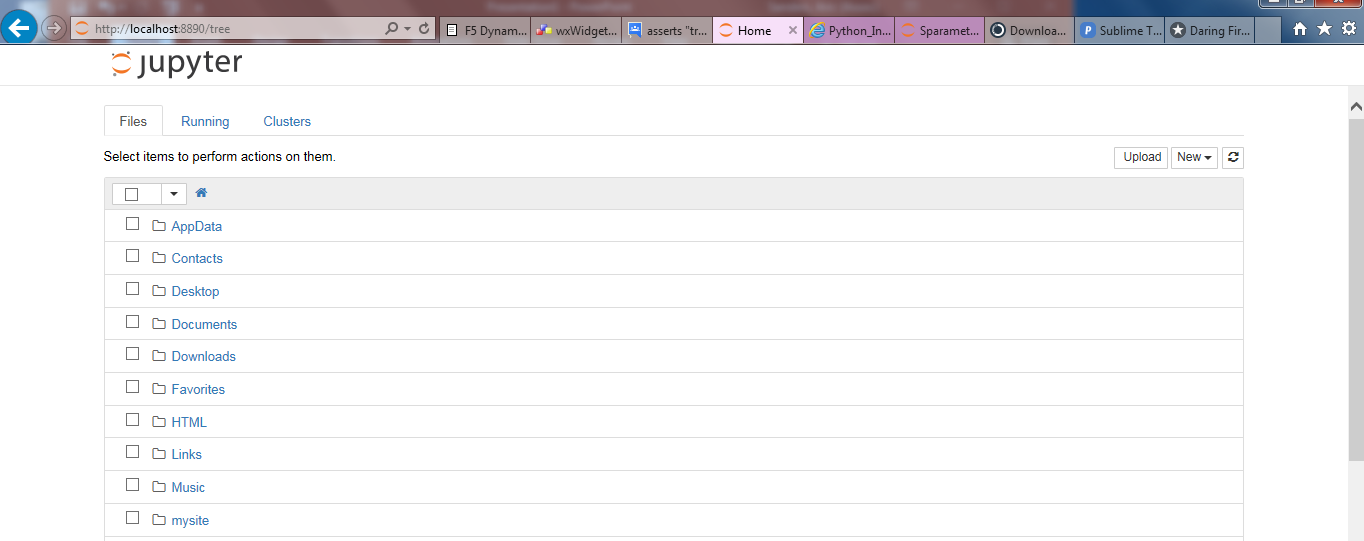 http://localhost:8890/tree
F5 Dynam... wxWidget... asserts "tr... Home Python_In... Sparamet... Downloa... Sublime T... Daring Fir...
jupyter
Files Running Clusters
Select items to perform actions on them.
Upload New
AppData
Contacts
Desktop
Documents
Downloads
Favorites
HTML
Links
Music
mysite